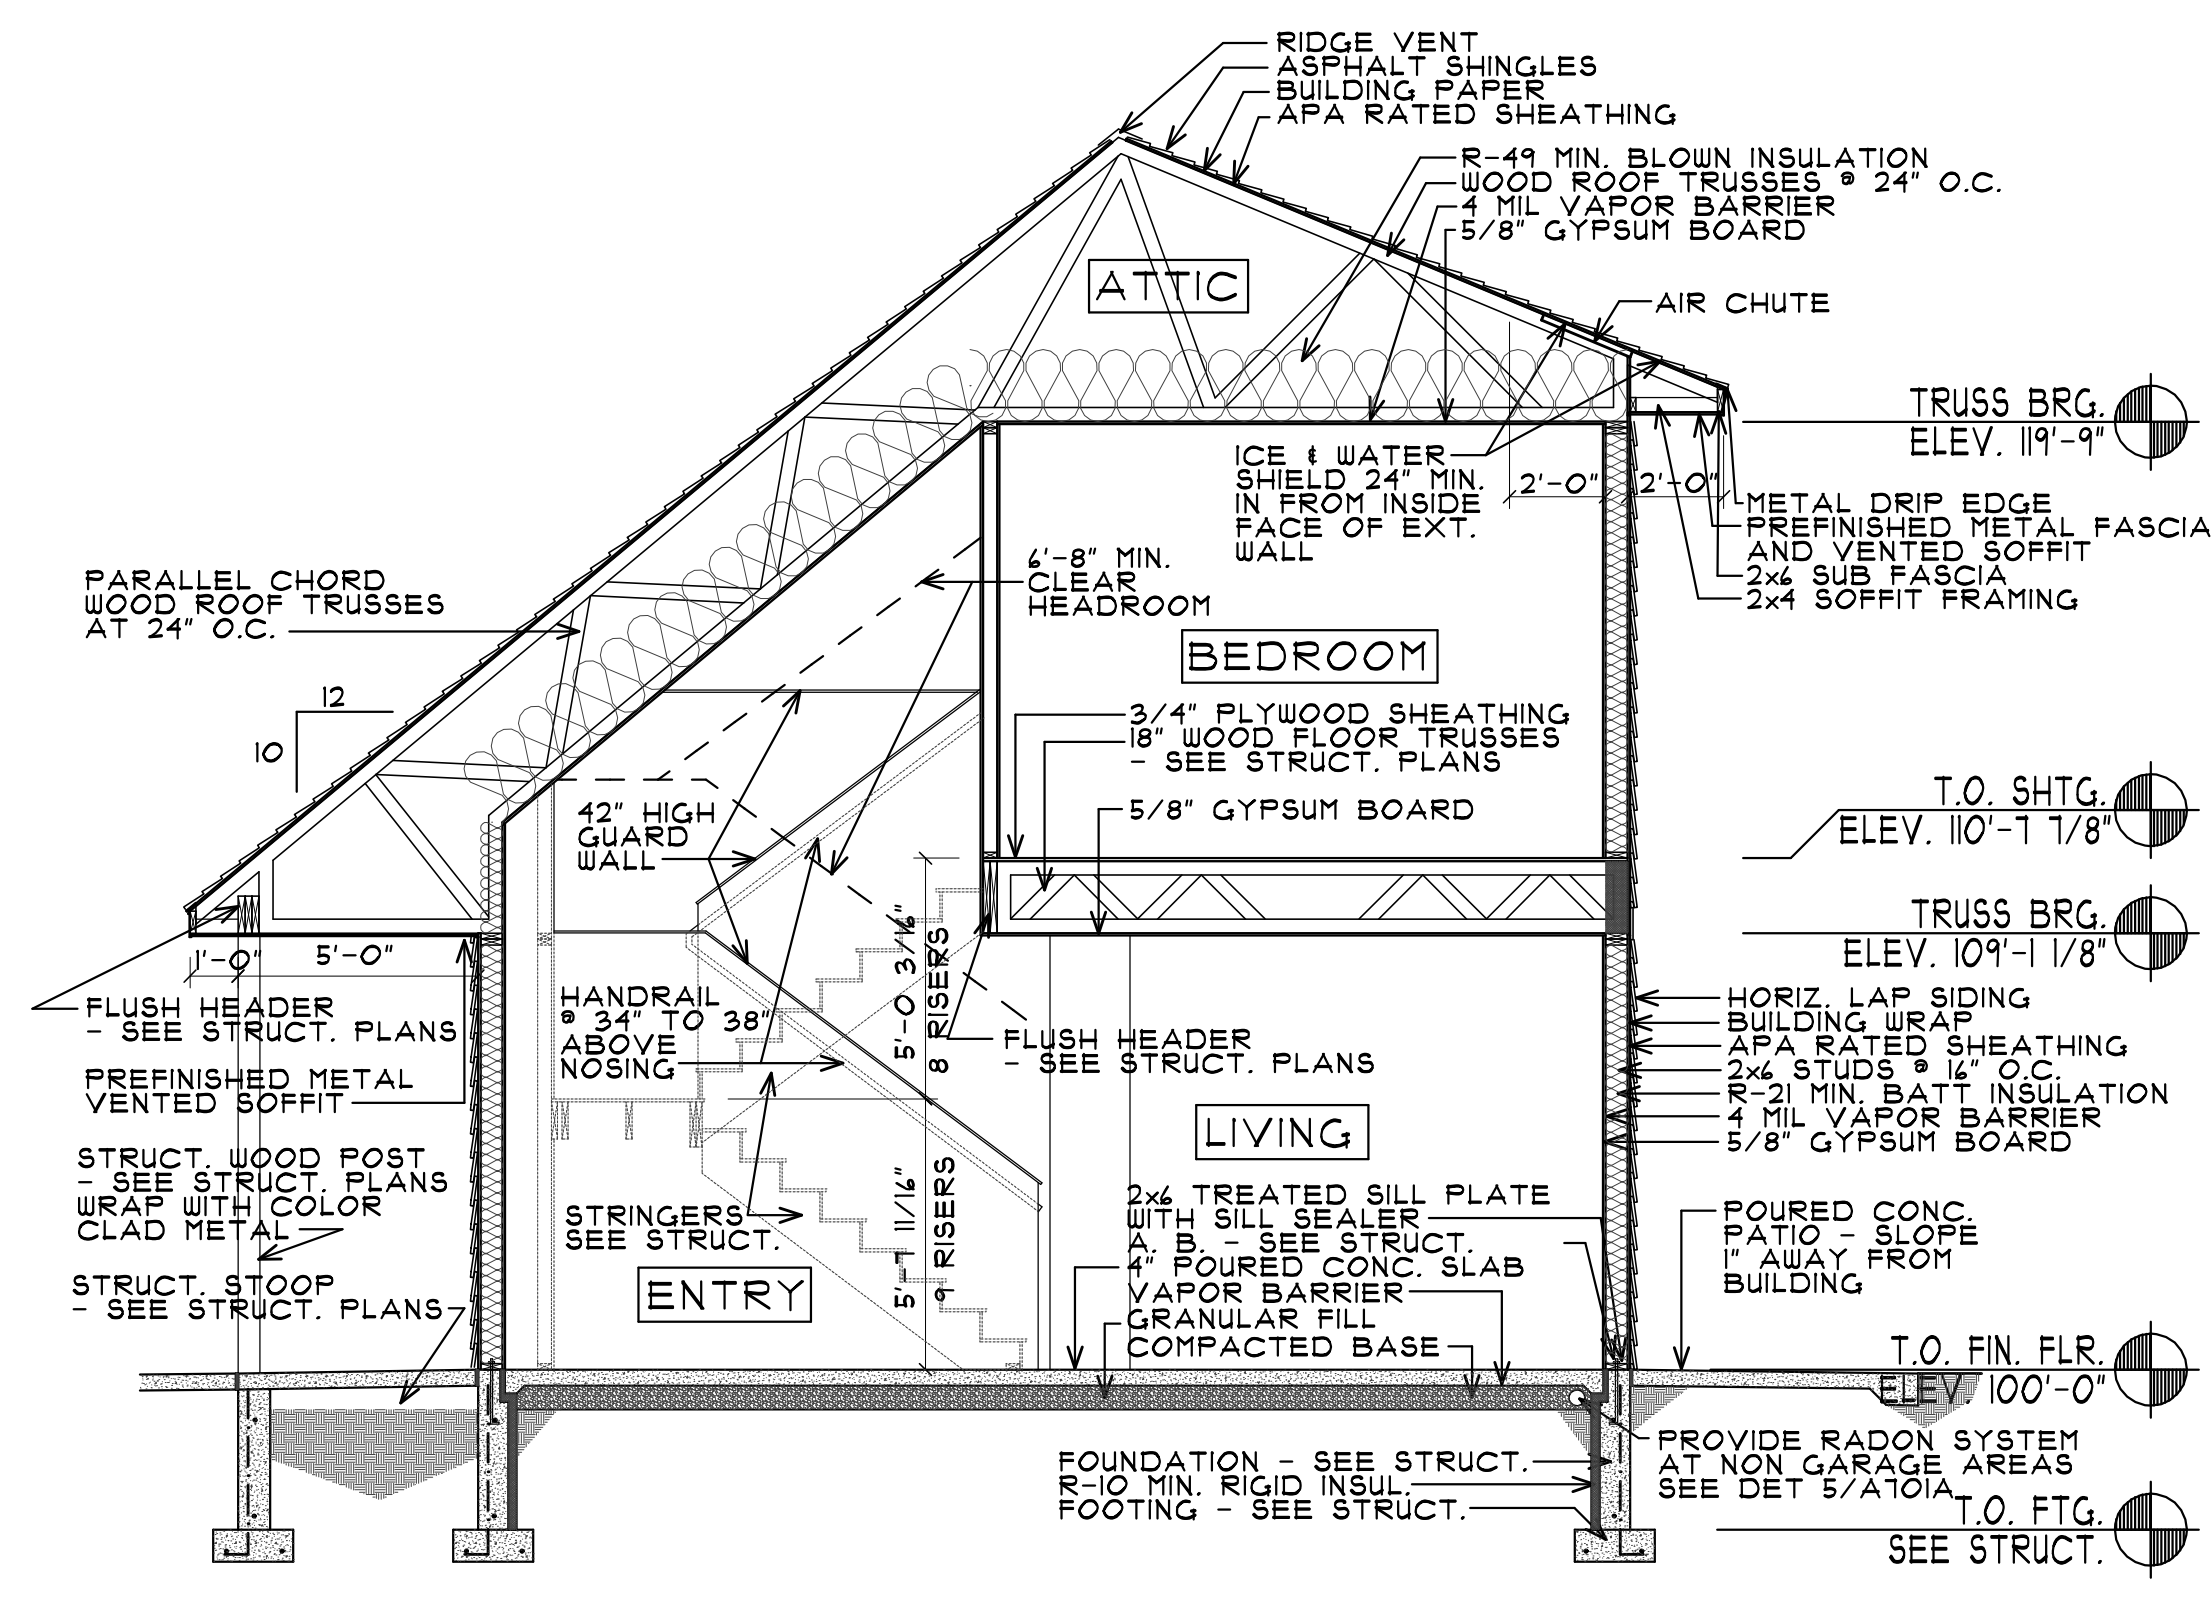 RIDGE VENT
ASPHALT SHINGLES
BUILDING PAPER
APA RATED SHEATHING
R-49 MIN. BLOWN INSULATION
WOOD ROOF TRUSSES @ 24" O.C.
4 MIL VAPOR BARRIER
5/8" GYPSUM BOARD
ATTIC
AIR CHUTE
TRUSS BRG.
ELEV. 119'-9"
ICE & WATER
SHIELD 24" MIN.
IN FROM INSIDE
FACE OF EXT.
WALL
2'-0"
2'-0"
METAL DRIP EDGE
PREFINISHED METAL FASCIA
AND VENTED SOFFIT
2x6 SUB FASCIA
2x4 SOFFIT FRAMING
6'-8" MIN.
CLEAR
HEADROOM
PARALLEL CHORD
WOOD ROOF TRUSSES
AT 24" O.C.
12
10
BEDROOM
3/4" PLYWOOD SHEATHING
18" WOOD FLOOR TRUSSES
- SEE STRUCT. PLANS
5/8" GYPSUM BOARD
42" HIGH
GUARD
WALL
T.O. SHTG.
ELEV. 110'-7 7/8"
TRUSS BRG.
ELEV. 109'-1 1/8"
1'-0"
5'-0"
FLUSH HEADER
- SEE STRUCT. PLANS
PREFINISHED METAL
VENTED SOFFIT
STRUCT. WOOD POST
- SEE STRUCT. PLANS
WRAP WITH COLOR
CLAD METAL
STRUCT. STOOP
- SEE STRUCT. PLANS
HANDRAIL
@ 34" TO 38"
ABOVE
NOSING
5'-0 3/16"
8 RISERS
FLUSH HEADER
- SEE STRUCT. PLANS
HORIZ. LAP SIDING
BUILDING WRAP
APA RATED SHEATHING
2x6 STUDS @ 16" O.C.
R-21 MIN. BATT INSULATION
4 MIL VAPOR BARRIER
5/8" GYPSUM BOARD
LIVING
STRINGERS
SEE STRUCT.
5'-7 11/16"
9 RISERS
ENTRY
2x6 TREATED SILL PLATE
WITH SILL SEALER
A. B. - SEE STRUCT.
4" POURED CONC. SLAB
VAPOR BARRIER
GRANULAR FILL
COMPACTED BASE
POURED CONC.
PATIO - SLOPE
1" AWAY FROM
BUILDING
T.O. FIN. FLR.
ELEV. 100'-0"
FOUNDATION - SEE STRUCT.
R-10 MIN. RIGID INSUL.
FOOTING - SEE STRUCT.
PROVIDE RADON SYSTEM
AT NON GARAGE AREAS
SEE DET 5/A701A
T.O. FTG.
SEE STRUCT.